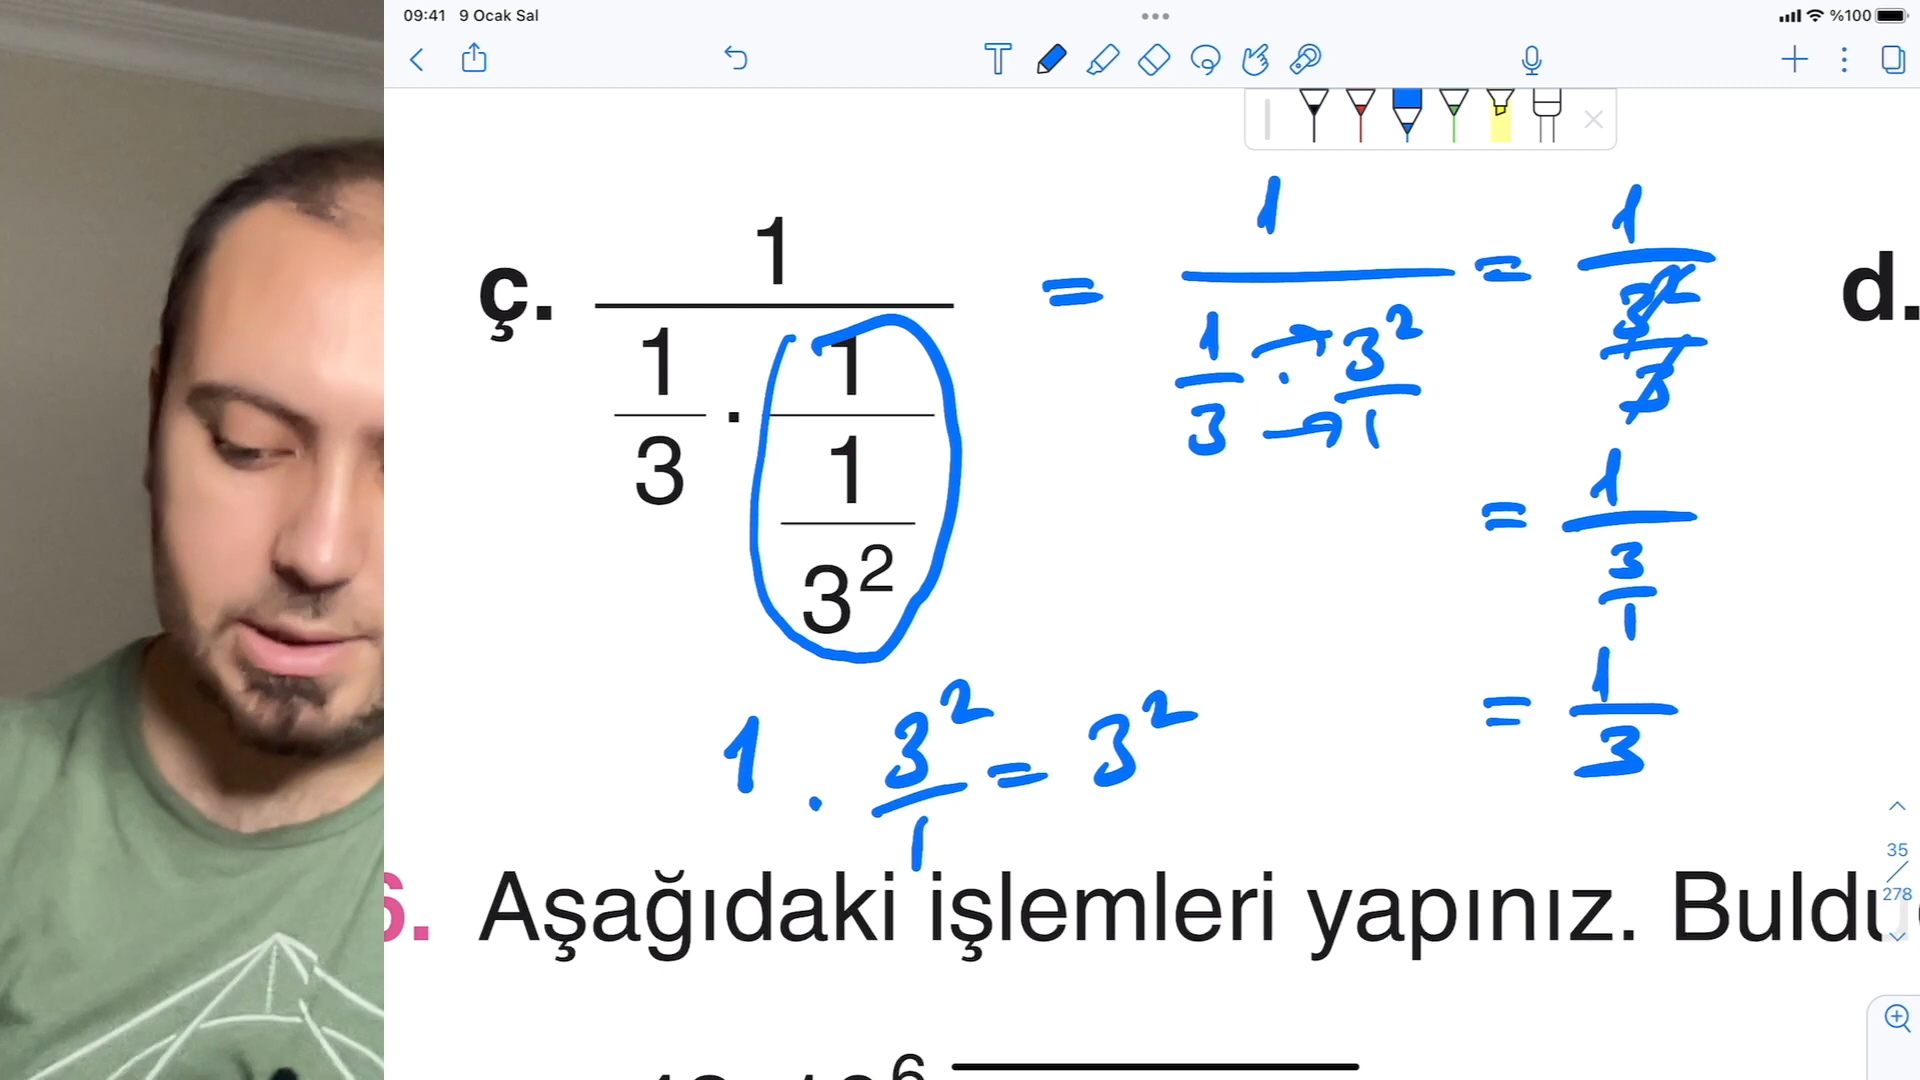 09:41 9 Ocak Sal
%100
ç. 1 / (1/3 · 1/(1/3²)) = 1 / (1/3 · 3²/1) = 1 / (3²/3)
d.
= 1 / (3/1)
= 1/3
1 · 3²/1 = 3²
35/278
6. Aşağıdaki işlemleri yapınız. Buldu